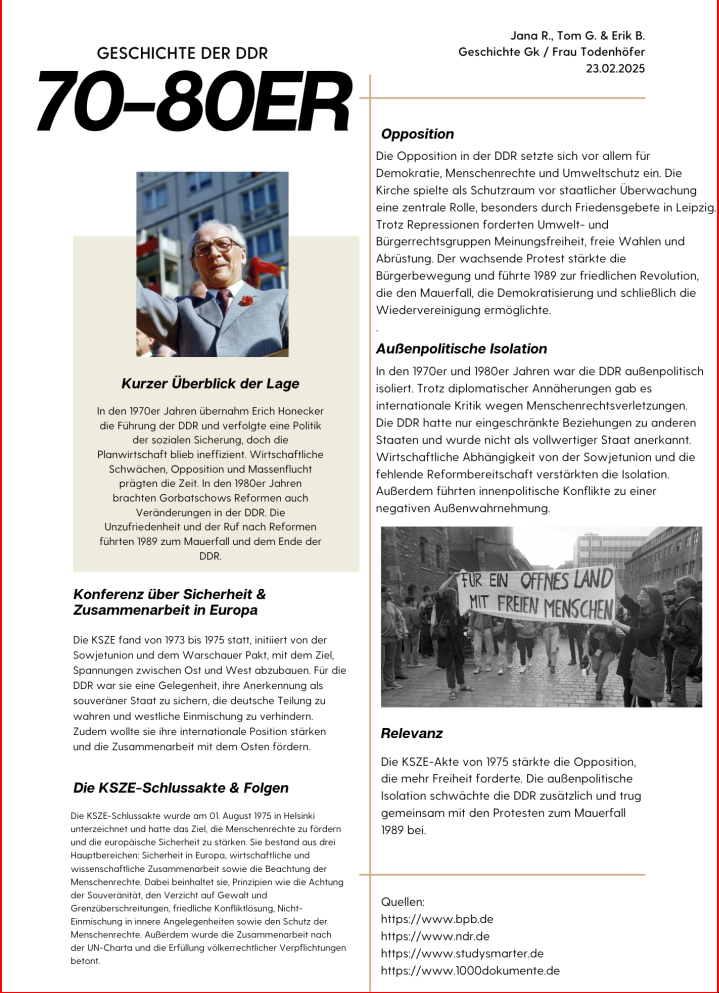 GESCHICHTE DER DDR
70-80ER
Jana R., Tom G. & Erik B.
Geschichte Gk / Frau Todenhöfer
23.02.2025
Kurzer Überblick der Lage
In den 1970er Jahren übernahm Erich Honecker
die Führung der DDR und verfolgte eine Politik
der sozialen Sicherung, doch die
Planwirtschaft blieb ineffizient. Wirtschaftliche
Schwächen, Opposition und Massenflucht
prägten die Zeit. In den 1980er Jahren
brachten Gorbatschows Reformen auch
Veränderungen in der DDR. Die
Unzufriedenheit und der Ruf nach Reformen
führten 1989 zum Mauerfall und dem Ende der
DDR.
Konferenz über Sicherheit &
Zusammenarbeit in Europa
Die KSZE fand von 1973 bis 1975 statt, initiiert von der
Sowjetunion und dem Warschauer Pakt, mit dem Ziel,
Spannungen zwischen Ost und West abzubauen. Für die
DDR war sie eine Gelegenheit, ihre Anerkennung als
souveräner Staat zu sichern, die deutsche Teilung zu
wahren und westliche Einmischung zu verhindern.
Zudem wollte sie ihre internationale Position stärken
und die Zusammenarbeit mit dem Osten fördern.
Die KSZE-Schlussakte & Folgen
Die KSZE-Schlussakte wurde am 01. August 1975 in Helsinki
unterzeichnet und hatte das Ziel, die Menschenrechte zu fördern
und die europäische Sicherheit zu stärken. Sie bestand aus drei
Hauptbereichen: Sicherheit in Europa, wirtschaftliche und
wissenschaftliche Zusammenarbeit sowie die Beachtung der
Menschenrechte. Dabei beinhaltet sie, Prinzipien wie die Achtung
der Souveränität, den Verzicht auf Gewalt und
Grenzüberschreitungen, friedliche Konfliktlösung, Nicht-
Einmischung in innere Angelegenheiten sowie den Schutz der
Menschenrechte. Außerdem wurde die Zusammenarbeit nach
der UN-Charta und die Erfüllung völkerrechtlicher Verpflichtungen
betont.
Opposition
Die Opposition in der DDR setzte sich vor allem für
Demokratie, Menschenrechte und Umweltschutz ein. Die
Kirche spielte als Schutzraum vor staatlicher Überwachung
eine zentrale Rolle, besonders durch Friedensgebete in Leipzig.
Trotz Repressionen forderten Umwelt- und
Bürgerrechtsgruppen Meinungsfreiheit, freie Wahlen und
Abrüstung. Der wachsende Protest stärkte die
Bürgerbewegung und führte 1989 zur friedlichen Revolution,
die den Mauerfall, die Demokratisierung und schließlich die
Wiedervereinigung ermöglichte.
.
Außenpolitische Isolation
In den 1970er und 1980er Jahren war die DDR außenpolitisch
isoliert. Trotz diplomatischer Annäherungen gab es
internationale Kritik wegen Menschenrechtsverletzungen.
Die DDR hatte nur eingeschränkte Beziehungen zu anderen
Staaten und wurde nicht als vollwertiger Staat anerkannt.
Wirtschaftliche Abhängigkeit von der Sowjetunion und die
fehlende Reformbereitschaft verstärkten die Isolation.
Außerdem führten innenpolitische Konflikte zu einer
negativen Außenwahrnehmung.
FÜR EIN OFFNES LAND
MIT FREIEN MENSCHEN
Relevanz
Die KSZE-Akte von 1975 stärkte die Opposition,
die mehr Freiheit forderte. Die außenpolitische
Isolation schwächte die DDR zusätzlich und trug
gemeinsam mit den Protesten zum Mauerfall
1989 bei.
Quellen:
https://www.bpb.de
https://www.ndr.de
https://www.studysmarter.de
https://www.1000dokumente.de